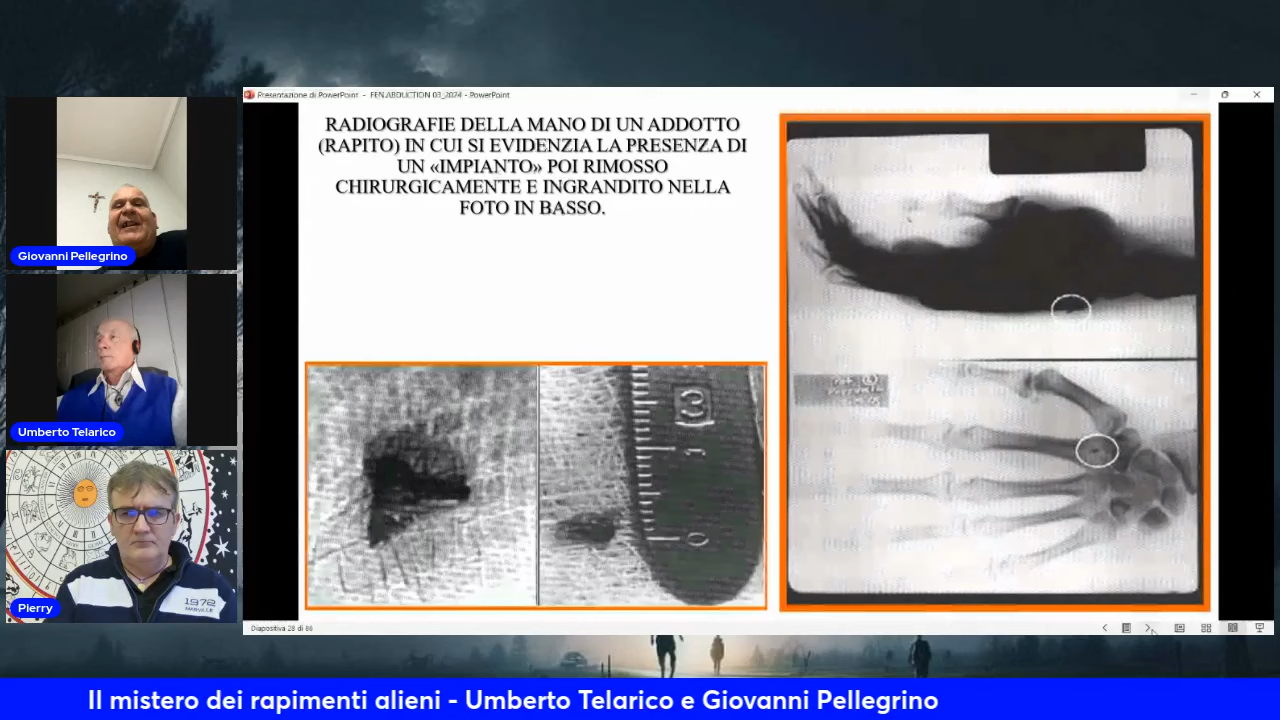 Presentazione di PowerPoint - FEN.ABDUCTION 03_2024 - PowerPoint
RADIOGRAFIE DELLA MANO DI UN ADDOTTO
(RAPITO) IN CUI SI EVIDENZIA LA PRESENZA DI
UN «IMPIANTO» POI RIMOSSO
CHIRURGICAMENTE E INGRANDITO NELLA
FOTO IN BASSO.
Giovanni Pellegrino
Umberto Telarico
1972
Pierry
3
0
Diapositiva 28 di 86
Il mistero dei rapimenti alieni - Umberto Telarico e Giovanni Pellegrino